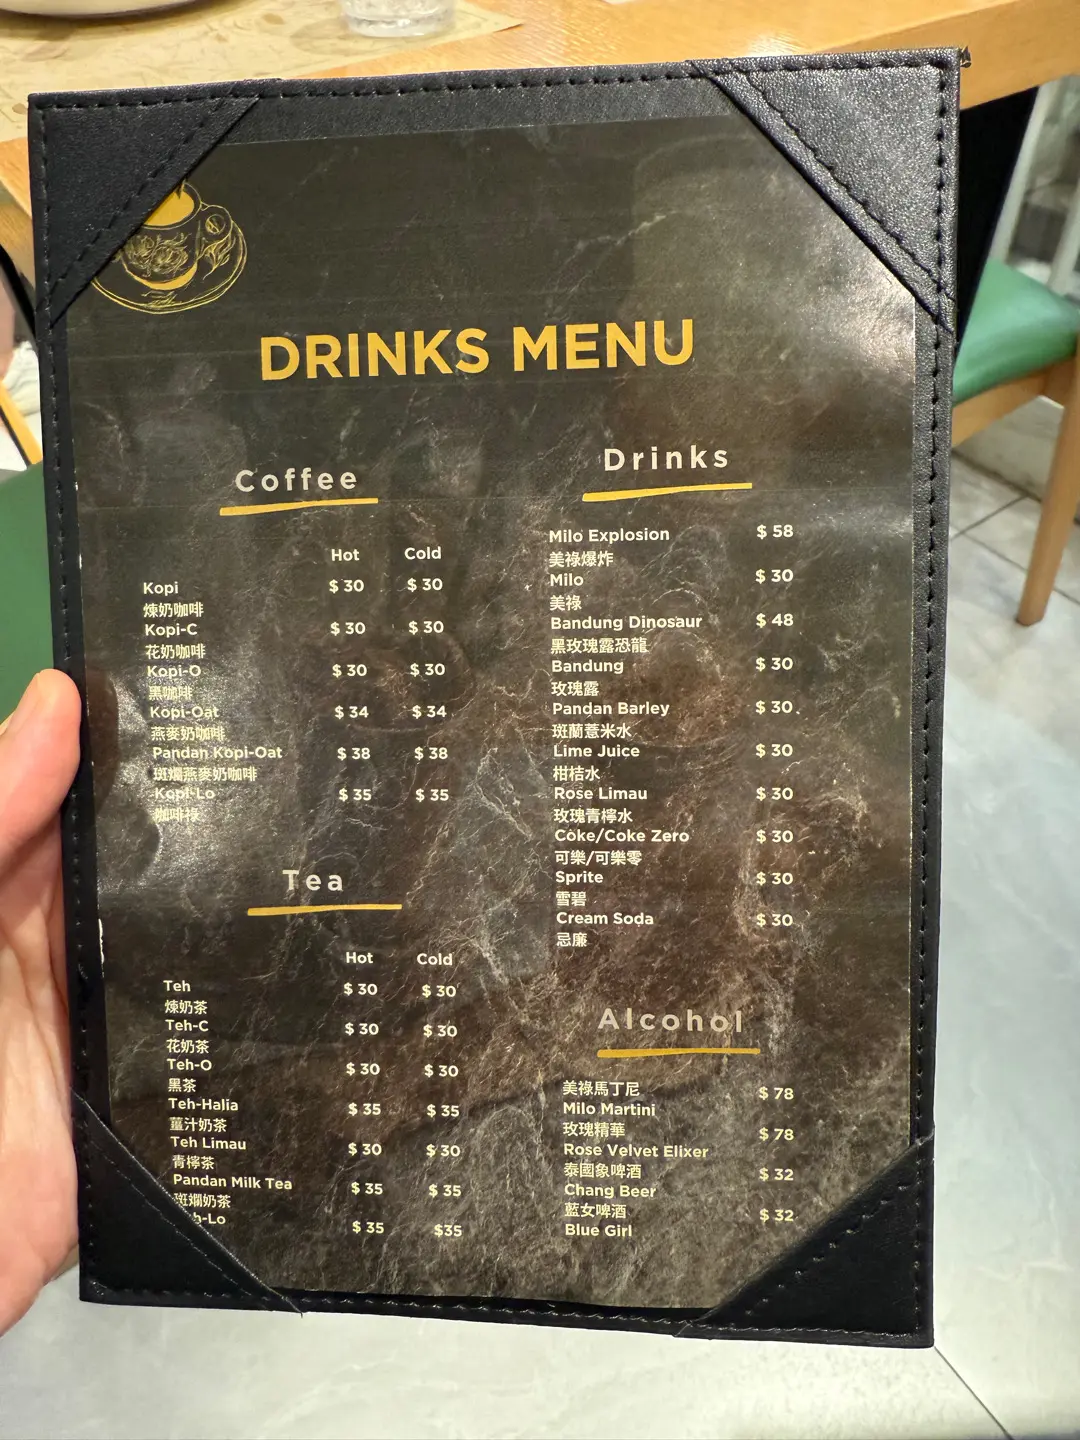 DRINKS MENU
Coffee
Hot Cold
Kopi $ 30 $ 30
煉奶咖啡
Kopi-C $ 30 $ 30
花奶咖啡
Kopi-O $ 30 $ 30
黑咖啡
Kopi-Oat $ 34 $ 34
燕麥奶咖啡
Pandan Kopi-Oat $ 38 $ 38
斑斕燕麥奶咖啡
Kopi-Lo $ 35 $ 35
咖啡祿
Tea
Hot Cold
Teh $ 30 $ 30
煉奶茶
Teh-C $ 30 $ 30
花奶茶
Teh-O $ 30 $ 30
黑茶
Teh-Halia $ 35 $ 35
薑汁奶茶
Teh Limau $ 30 $ 30
青檸茶
Pandan Milk Tea $ 35 $ 35
斑斕奶茶
h-Lo $ 35 $35
Drinks
Milo Explosion $ 58
美祿爆炸
Milo $ 30
美祿
Bandung Dinosaur $ 48
黑玫瑰露恐龍
Bandung $ 30
玫瑰露
Pandan Barley $ 30
斑蘭薏米水
Lime Juice $ 30
柑桔水
Rose Limau $ 30
玫瑰青檸水
Coke/Coke Zero $ 30
可樂/可樂零
Sprite $ 30
雪碧
Cream Soda $ 30
忌廉
Alcohol
美祿馬丁尼 $ 78
Milo Martini
玫瑰精華 $ 78
Rose Velvet Elixer
泰國象啤酒 $ 32
Chang Beer
藍女啤酒 $ 32
Blue Girl